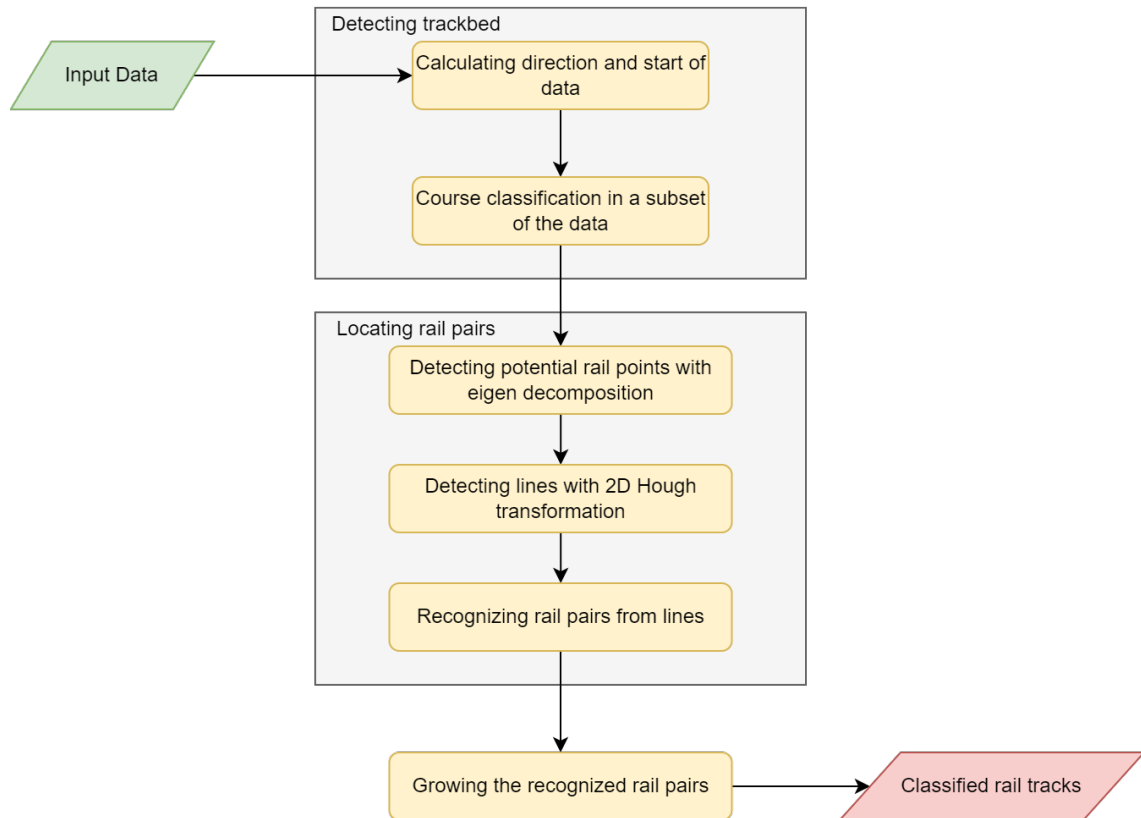 Detecting trackbed
Input Data
Calculating direction and start of
data
Course classification in a subset
of the data
Locating rail pairs
Detecting potential rail points with
eigen decomposition
Detecting lines with 2D Hough
transformation
Recognizing rail pairs from lines
Growing the recognized rail pairs
Classified rail tracks